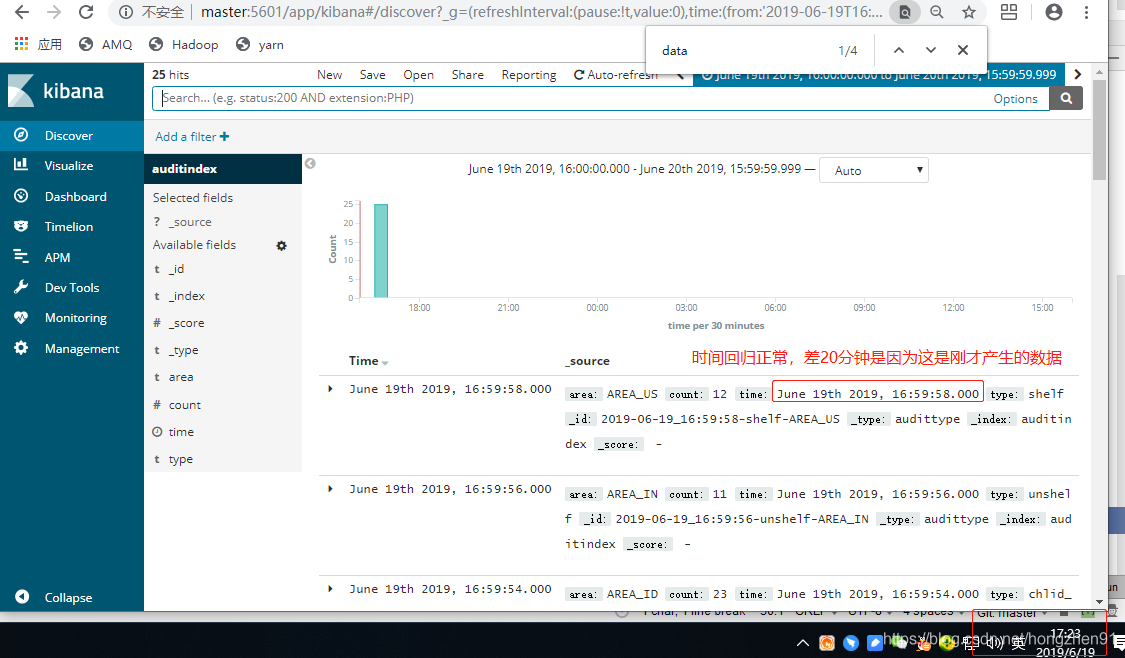 不安全 master:5601/app/kibana#/discover?_g=(refreshInterval:(pause:!t,value:0),time:(from:'2019-06-19T16:...
应用 AMQ Hadoop yarn
data 1/4
kibana
Discover
Visualize
Dashboard
Timelion
APM
Dev Tools
Monitoring
Management
Collapse
25 hits New Save Open Share Reporting Auto-refresh June 19th 2019, 16:00:00.000 to June 20th 2019, 15:59:59.999
Search... (e.g. status:200 AND extension:PHP) Options
Add a filter
auditindex
Selected fields
? _source
Available fields
t _id
t _index
# _score
t _type
t area
# count
time
t type
June 19th 2019, 16:00:00.000 - June 20th 2019, 15:59:59.999 — Auto
Count
25
20
15
10
5
0
18:00 21:00 00:00 03:00 06:00 09:00 12:00 15:00
time per 30 minutes
时间回归正常，差20分钟是因为这是刚才产生的数据
Time _source
June 19th 2019, 16:59:58.000 area: AREA_US count: 12 time: June 19th 2019, 16:59:58.000 type: shelf
_id: 2019-06-19_16:59:58-shelf-AREA_US _type: audittype _index: auditin
dex _score: -
June 19th 2019, 16:59:56.000 area: AREA_IN count: 11 time: June 19th 2019, 16:59:56.000 type: unshel
f _id: 2019-06-19_16:59:56-unshelf-AREA_IN _type: audittype _index: aud
itindex _score: -
June 19th 2019, 16:59:54.000 area: AREA_ID count: 23 time: June 19th 2019, 16:59:54.000 type: chlid_
Git: master
https://blog.csdn.net/hongzhen91
英
17:23
2019/6/19